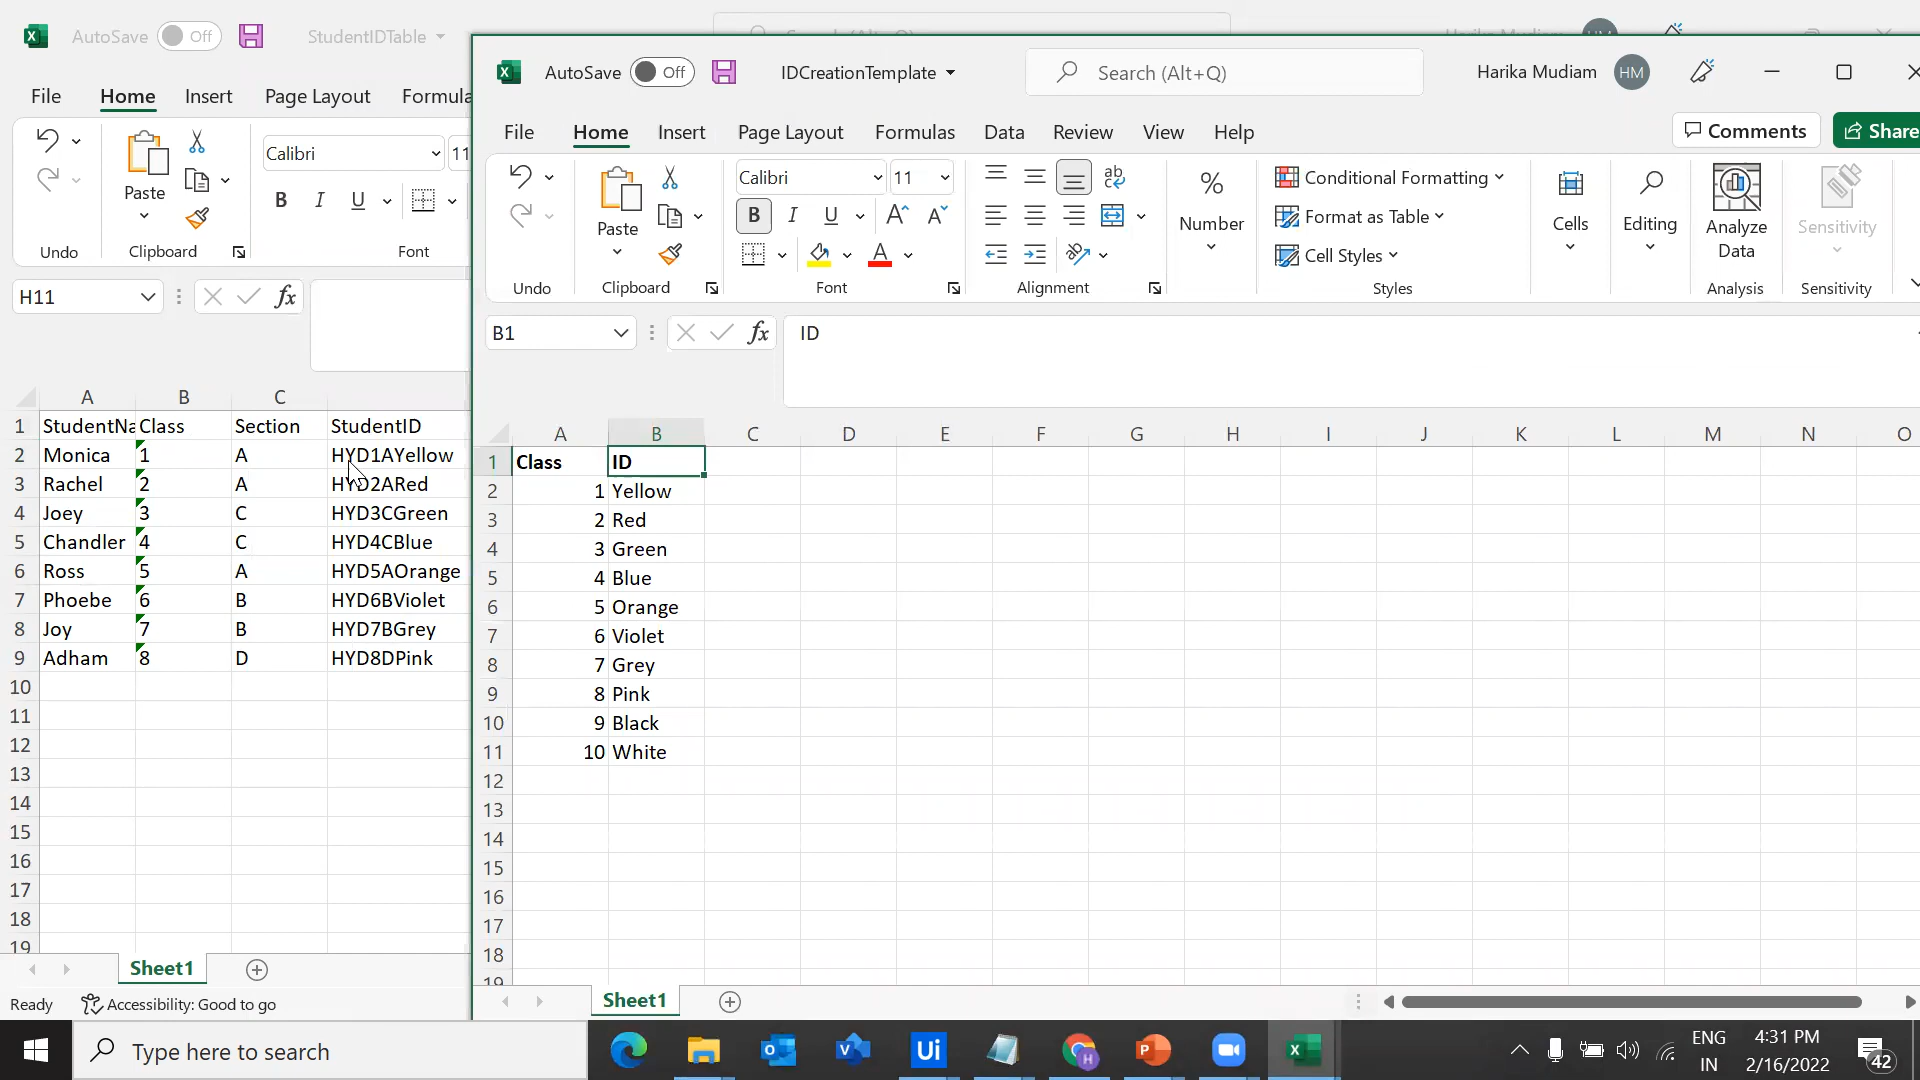 AutoSave Off StudentIDTable
File Home Insert Page Layout Formula
Paste
Calibri 11
B I U
Undo Clipboard Font
H11 fx
A B C
1 StudentNa Class Section StudentID
2 Monica 1 A HYD1AYellow
3 Rachel 2 A HYD2ARed
4 Joey 3 C HYD3CGreen
5 Chandler 4 C HYD4CBlue
6 Ross 5 A HYD5AOrange
7 Phoebe 6 B HYD6BViolet
8 Joy 7 B HYD7BGrey
9 Adham 8 D HYD8DPink
10
11
12
13
14
15
16
17
18
19
Sheet1
Ready Accessibility: Good to go
AutoSave Off IDCreationTemplate Search (Alt+Q) Harika Mudiam HM
File Home Insert Page Layout Formulas Data Review View Help Comments Share
Paste
Calibri 11
B I U A A
A
ab
%
Number
Conditional Formatting
Format as Table
Cell Styles
Cells
Editing
Analyze
Data
Sensitivity
Undo Clipboard Font Alignment Styles Analysis Sensitivity
B1 fx ID
A B C D E F G H I J K L M N O
1 Class ID
2 1 Yellow
3 2 Red
4 3 Green
5 4 Blue
6 5 Orange
7 6 Violet
8 7 Grey
9 8 Pink
10 9 Black
11 10 White
12
13
14
15
16
17
18
19
Sheet1
Type here to search
Ui
ENG
IN
4:31 PM
2/16/2022
42